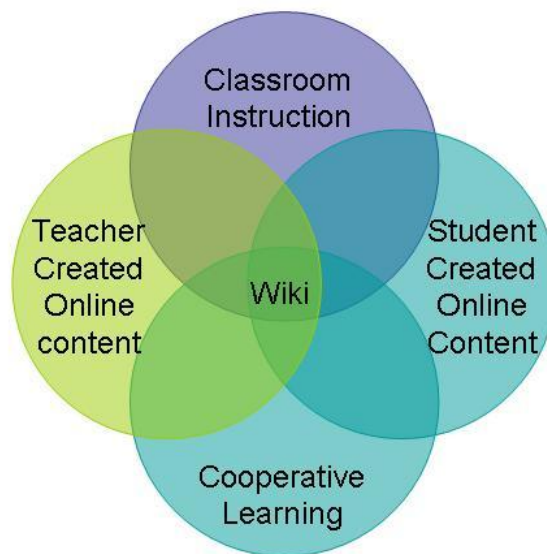 Classroom
Instruction
Teacher
Created
Online
content
Student
Created
Online
Content
Wiki
Cooperative
Learning